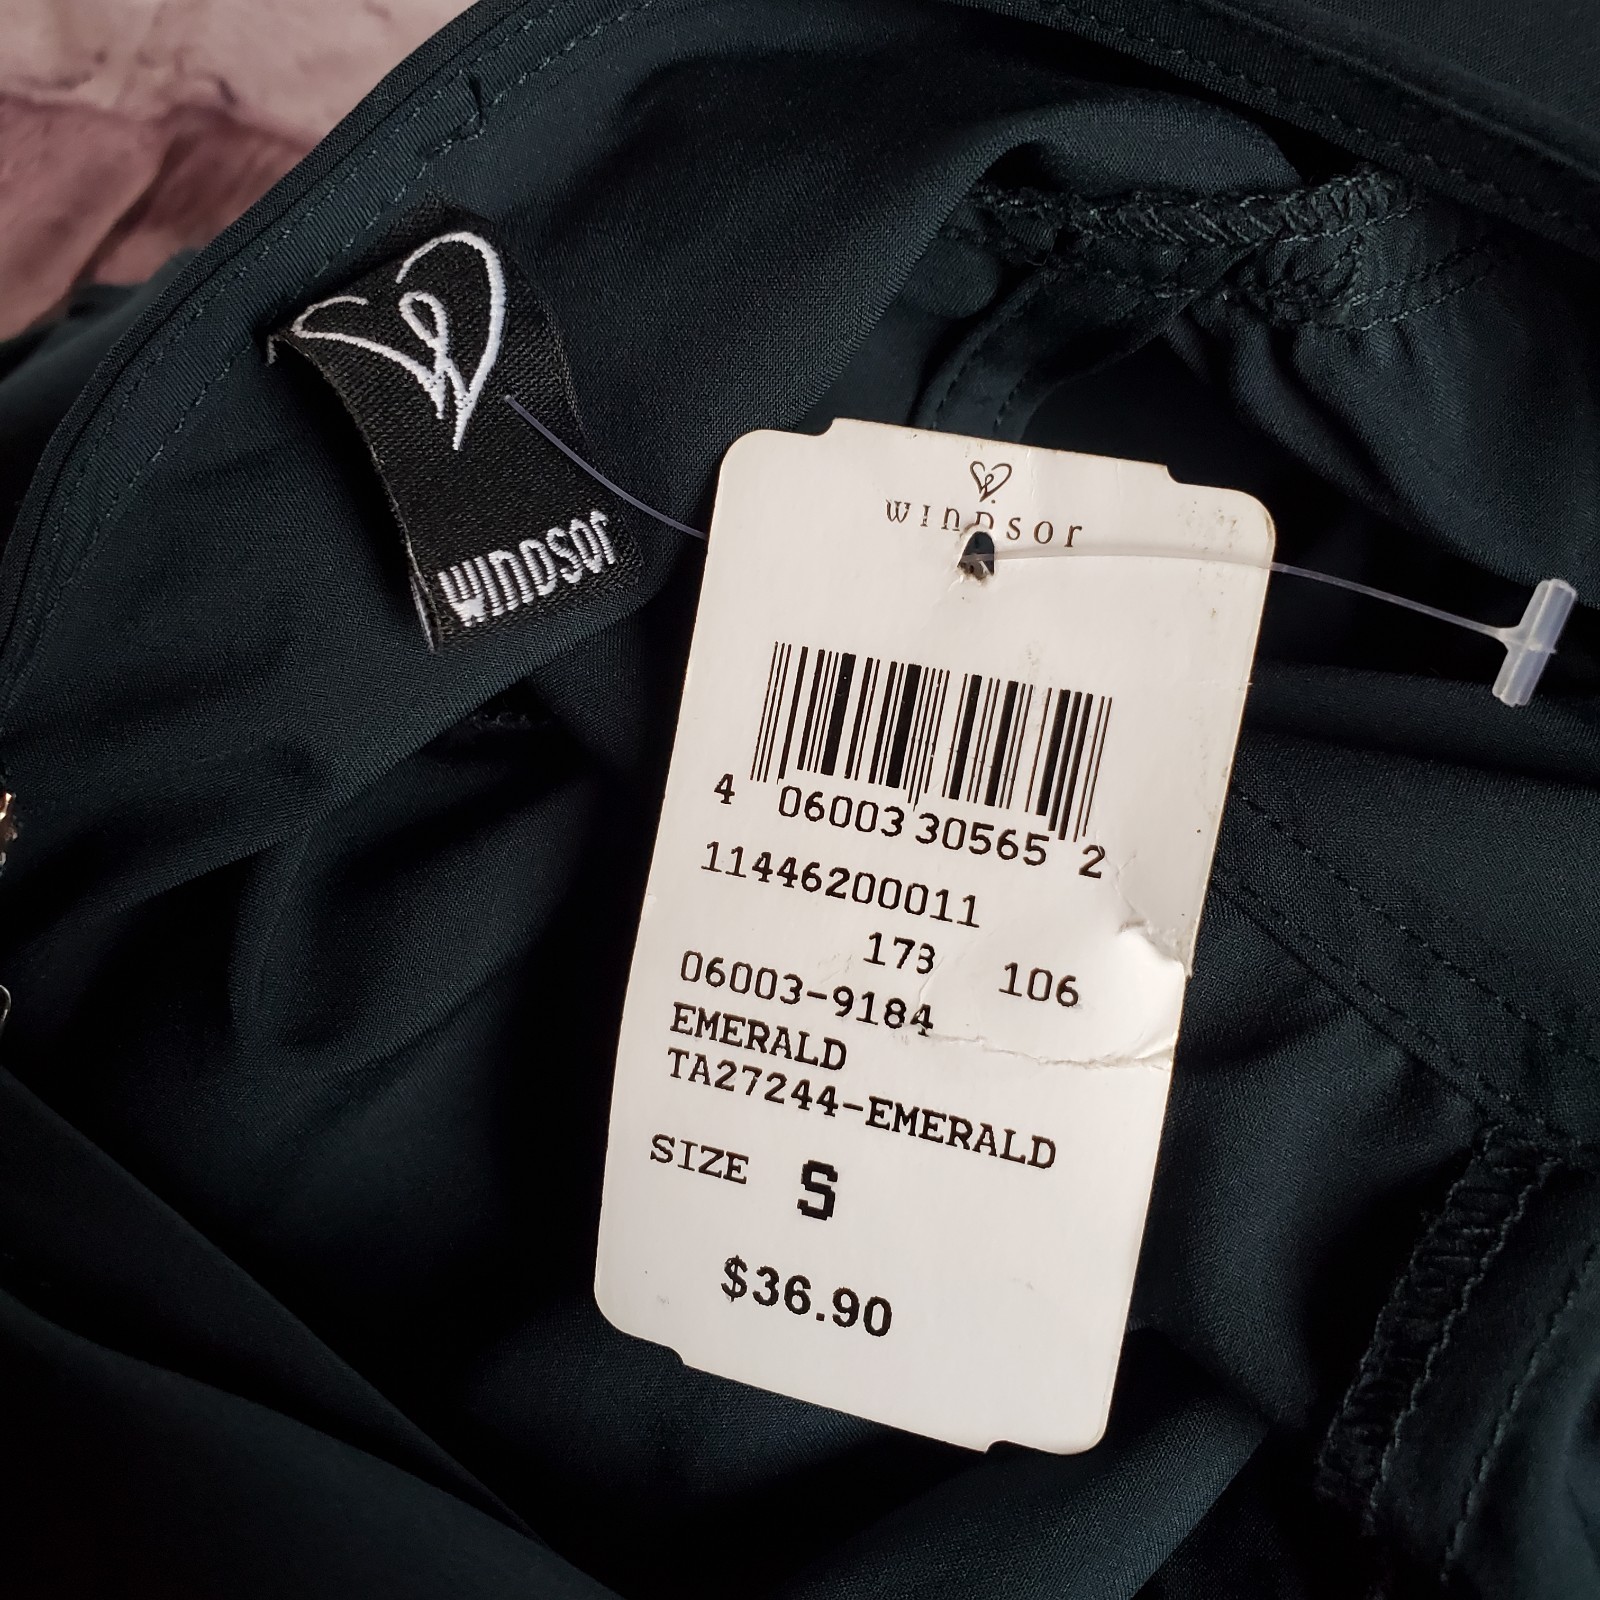 WINDSOR
WINDSOR
4 06003 30565 2
11446200011
173 106
06003-9184
EMERALD
TA27244-EMERALD
SIZE S
$36.90